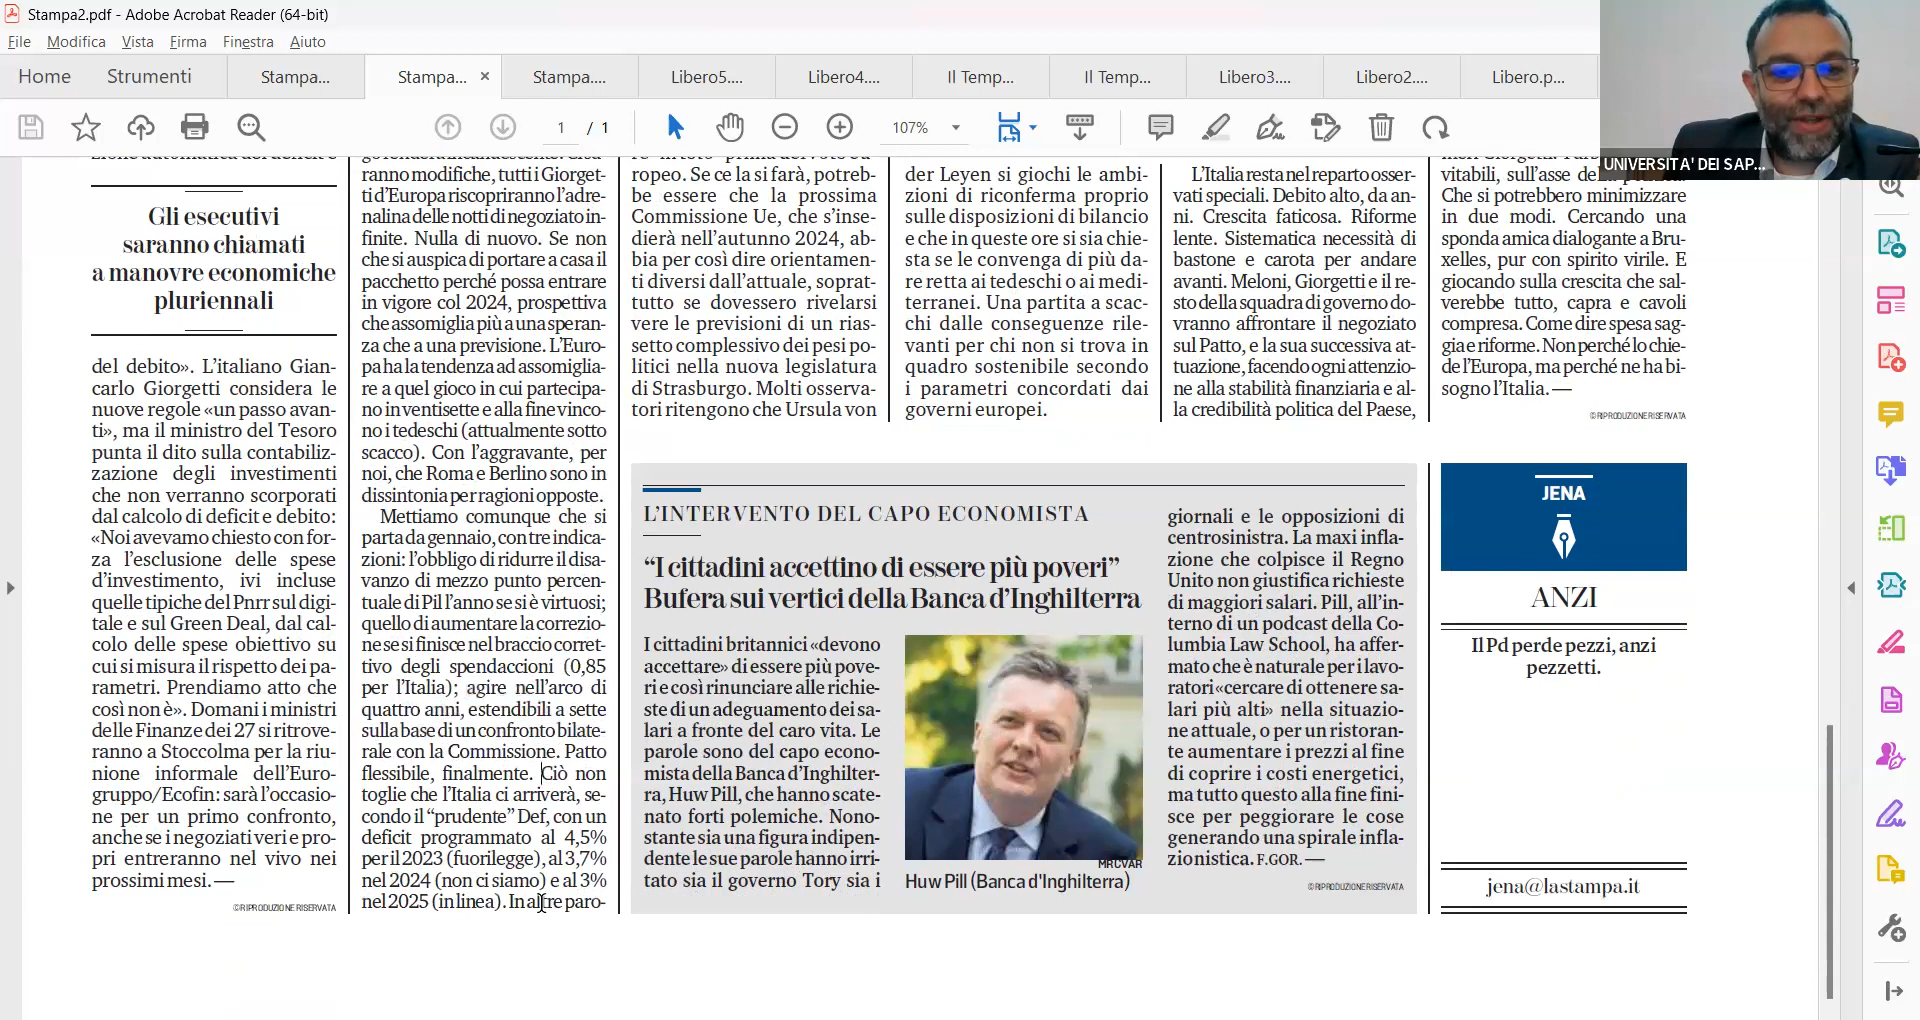 Stampa2.pdf - Adobe Acrobat Reader (64-bit)
File Modifica Vista Firma Finestra Aiuto
Home Strumenti Stampa... Stampa... × Stampa.... Libero5.... Libero4.... Il Temp... Il Temp... Libero3.... Libero2.... Libero.p...
1 / 1 107%
UNIVERSITA' DEI SAP...
Gli esecutivi
saranno chiamati
a manovre economiche
pluriennali
del debito». L'italiano Gian-
carlo Giorgetti considera le
nuove regole «un passo avan-
ti», ma il ministro del Tesoro
punta il dito sulla contabiliz-
zazione degli investimenti
che non verranno scorporati
dal calcolo di deficit e debito:
«Noi avevamo chiesto con for-
za l'esclusione delle spese
d'investimento, ivi incluse
quelle tipiche del Pnrr sul digi-
tale e sul Green Deal, dal cal-
colo delle spese obiettivo su
cui si misura il rispetto dei pa-
rametri. Prendiamo atto che
così non è». Domani i ministri
delle Finanze dei 27 si ritrove-
ranno a Stoccolma per la riu-
nione informale dell'Euro-
gruppo/Ecofin: sarà l'occasio-
ne per un primo confronto,
anche se i negoziati veri e pro-
pri entreranno nel vivo nei
prossimi mesi. —
©RIPRODUZIONE RISERVATA
ranno modifiche, tutti i Giorget-
ti d'Europa riscopriranno l'adre-
nalina delle notti di negoziato in-
finite. Nulla di nuovo. Se non
che si auspica di portare a casa il
pacchetto perché possa entrare
in vigore col 2024, prospettiva
che assomiglia più a una speran-
za che a una previsione. L'Euro-
pa ha la tendenza ad assomiglia-
re a quel gioco in cui partecipa-
no in ventisette e alla fine vinco-
no i tedeschi (attualmente sotto
scacco). Con l'aggravante, per
noi, che Roma e Berlino sono in
dissintonia per ragioni opposte.
Mettiamo comunque che si
parta da gennaio, con tre indica-
zioni: l'obbligo di ridurre il disa-
vanzo di mezzo punto percen-
tuale di Pil l'anno se si è virtuosi;
quello di aumentare la correzio-
ne se si finisce nel braccio corret-
tivo degli spendaccioni (0,85
per l'Italia); agire nell'arco di
quattro anni, estendibili a sette
sulla base di un confronto bilate-
rale con la Commissione. Patto
flessibile, finalmente. Ciò non
toglie che l'Italia ci arriverà, se-
condo il "prudente" Def, con un
deficit programmato al 4,5%
per il 2023 (fuorilegge), al 3,7%
nel 2024 (non ci siamo) e al 3%
nel 2025 (in linea). In altre paro-
ropeo. Se ce la si farà, potreb-
be essere che la prossima
Commissione Ue, che s'inse-
dierà nell'autunno 2024, ab-
bia per così dire orientamen-
ti diversi dall'attuale, soprat-
tutto se dovessero rivelarsi
vere le previsioni di un rias-
setto complessivo dei pesi po-
litici nella nuova legislatura
di Strasburgo. Molti osserva-
tori ritengono che Ursula von
der Leyen si giochi le ambi-
zioni di riconferma proprio
sulle disposizioni di bilancio
e che in queste ore si sia chie-
sta se le convenga di più da-
re retta ai tedeschi o ai medi-
terranei. Una partita a scac-
chi dalle conseguenze rile-
vanti per chi non si trova in
quadro sostenibile secondo
i parametri concordati dai
governi europei.
L'Italia resta nel reparto osser-
vati speciali. Debito alto, da an-
ni. Crescita faticosa. Riforme
lente. Sistematica necessità di
bastone e carota per andare
avanti. Meloni, Giorgetti e il re-
sto della squadra di governo do-
vranno affrontare il negoziato
sul Patto, e la sua successiva at-
tuazione, facendo ogni attenzio-
ne alla stabilità finanziaria e al-
la credibilità politica del Paese,
vitabili, sull'asse
Che si potrebbero minimizzare
in due modi. Cercando una
sponda amica dialogante a Bru-
xelles, pur con spirito virile. E
giocando sulla crescita che sal-
verebbe tutto, capra e cavoli
compresa. Come dire spesa sag-
gia e riforme. Non perché lo chie-
de l'Europa, ma perché ne ha bi-
sogno l'Italia. —
©RIPRODUZIONE RISERVATA
L'INTERVENTO DEL CAPO ECONOMISTA
"I cittadini accettino di essere più poveri"
Bufera sui vertici della Banca d'Inghilterra
I cittadini britannici «devono
accettare» di essere più pove-
ri e così rinunciare alle richie-
ste di un adeguamento dei sa-
lari a fronte del caro vita. Le
parole sono del capo econo-
mista della Banca d'Inghilter-
ra, Huw Pill, che hanno scate-
nato forti polemiche. Nono-
stante sia una figura indipen-
dente le sue parole hanno irri-
tato sia il governo Tory sia i
MRCVAR
Huw Pill (Banca d'Inghilterra)
giornali e le opposizioni di
centrosinistra. La maxi infla-
zione che colpisce il Regno
Unito non giustifica richieste
di maggiori salari. Pill, all'in-
terno di un podcast della Co-
lumbia Law School, ha affer-
mato che è naturale per i lavo-
ratori «cercare di ottenere sa-
lari più alti» nella situazio-
ne attuale, o per un ristoran-
te aumentare i prezzi al fine
di coprire i costi energetici,
ma tutto questo alla fine fini-
sce per peggiorare le cose
generando una spirale infla-
zionistica. F.GOR. —
©RIPRODUZIONE RISERVATA
JENA
ANZI
Il Pd perde pezzi, anzi
pezzetti.
jena@lastampa.it